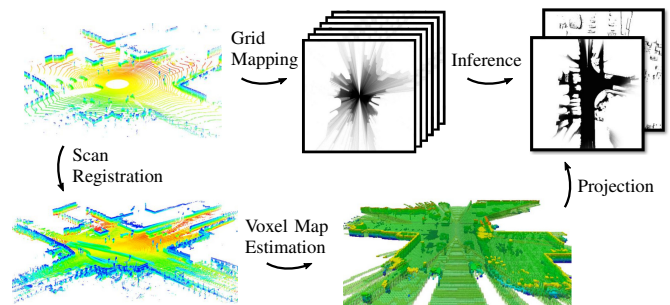 Grid
Mapping
Inference
Scan
Registration
Voxel Map
Estimation
Projection